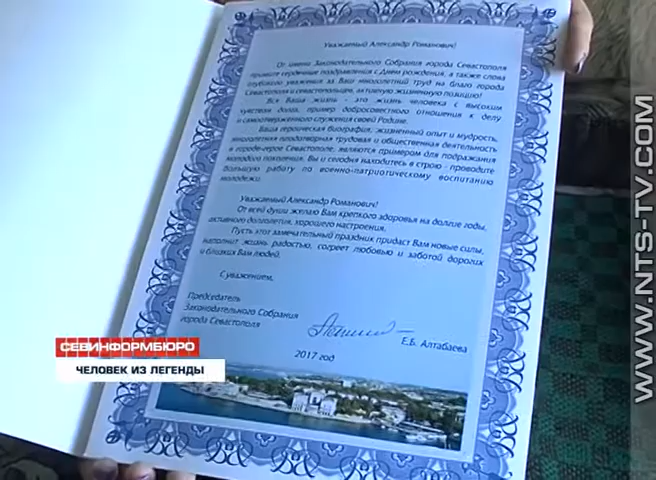 Уважаемый Александр Романович!
От имени Законодательного Собрания города Севастополя
примите сердечные поздравления с Днем рождения, а также слова
глубокого уважения за Ваш многолетний труд на благо города
Севастополя и севастопольцев, активную жизненную позицию!
Вся Ваша жизнь - это жизнь человека с высоким
чувством долга, пример добросовестного отношения к делу
и самоотверженного служения своей Родине.
Ваша героическая биография, жизненный опыт и мудрость,
многолетняя плодотворная трудовая и общественная деятельность
в городе-герое Севастополе, являются примером для подражания
молодого поколения. Вы и сегодня находитесь в строю - проводите
большую работу по военно-патриотическому воспитанию
молодежи.
Уважаемый Александр Романович!
От всей души желаю Вам крепкого здоровья на долгие годы,
активного долголетия, хорошего настроения.
Пусть этот замечательный праздник придаст Вам новые силы,
наполнит жизнь радостью, согреет любовью и заботой дорогих
и близких Вам людей.
С уважением,
Председатель
Законодательного Собрания
города Севастополя
Е.Б. Алтабаева
2017 год
СЕВИНФОРМБЮРО
ЧЕЛОВЕК ИЗ ЛЕГЕНДЫ
WWW.NTS-TV.COM